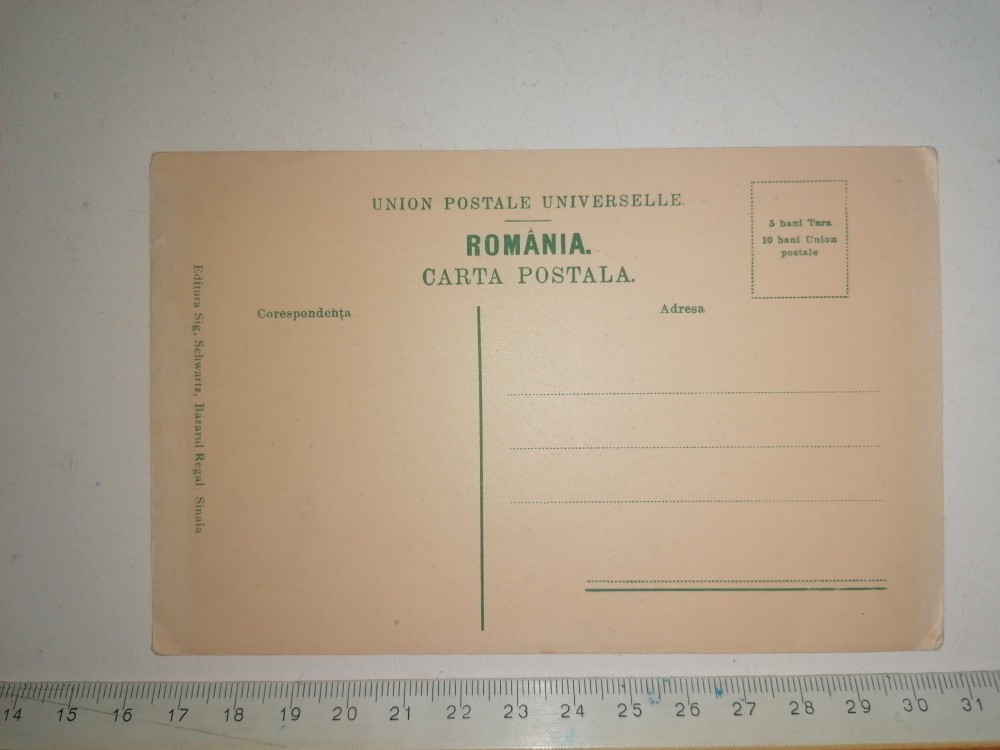 UNION POSTALE UNIVERSELLE.
ROMÂNIA.
CARTA POSTALA.
5 bani Tara
10 bani Union
postale
Corespondența
Adresa
Editura Sig. Schwartz, Bazarul Regal Sinaia
14 15 16 17 18 19 20 21 22 23 24 25 26 27 28 29 30 31